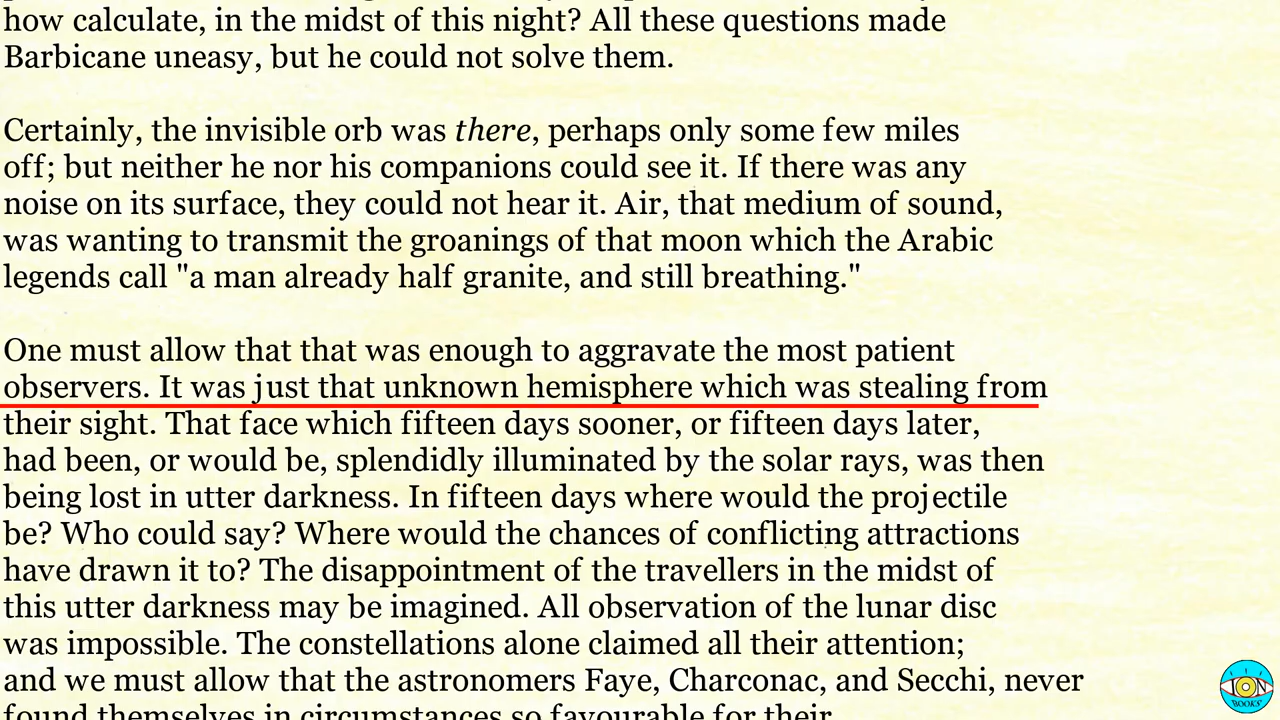 how calculate, in the midst of this night? All these questions made
Barbicane uneasy, but he could not solve them.
Certainly, the invisible orb was there, perhaps only some few miles
off; but neither he nor his companions could see it. If there was any
noise on its surface, they could not hear it. Air, that medium of sound,
was wanting to transmit the groanings of that moon which the Arabic
legends call "a man already half granite, and still breathing."
One must allow that that was enough to aggravate the most patient
observers. It was just that unknown hemisphere which was stealing from
their sight. That face which fifteen days sooner, or fifteen days later,
had been, or would be, splendidly illuminated by the solar rays, was then
being lost in utter darkness. In fifteen days where would the projectile
be? Who could say? Where would the chances of conflicting attractions
have drawn it to? The disappointment of the travellers in the midst of
this utter darkness may be imagined. All observation of the lunar disc
was impossible. The constellations alone claimed all their attention;
and we must allow that the astronomers Faye, Charconac, and Secchi, never
found themselves in circumstances so favourable for their
ION
BOOKS